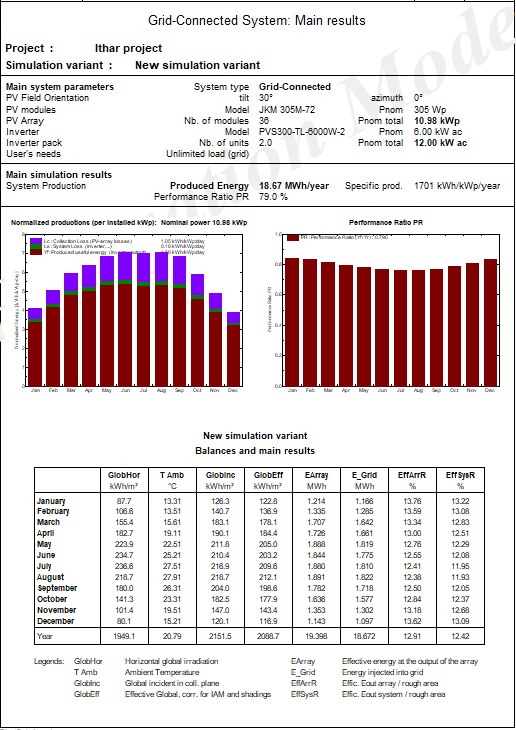 Grid-Connected System: Main results
Project : Ithar project
Simulation variant : New simulation variant
Main system parameters System type Grid-Connected
PV Field Orientation tilt 30° azimuth 0°
PV modules Model JKM 305M-72 Pnom 305 Wp
PV Array Nb. of modules 36 Pnom total 10.98 kWp
Inverter Model PVS300-TL-6000W-2 Pnom 6.00 kW ac
Inverter pack Nb. of units 2.0 Pnom total 12.00 kW ac
User's needs Unlimited load (grid)
Main simulation results
System Production Produced Energy 18.67 MWh/year Specific prod. 1701 kWh/kWp/year
Performance Ratio PR 79.0 %
Normalized productions (per installed kWp): Nominal power 10.98 kWp
Performance Ratio PR
Lc : Collection Loss (PV-array losses) 1.05 kWh/kWp/day
Ls : System Loss (inverter, ...) 0.16 kWh/kWp/day
Yf : Produced useful energy (inverter output) kWh/kWp/day
PR : Performance Ratio (Yf / Yr) : 0.790
Normalized Energy [kWh/kWp/day]
Performance Ratio PR
8
7
6
5
4
3
2
1
0
Jan Feb Mar Apr May Jun Jul Aug Sep Oct Nov Dec
1.0
0.8
0.6
0.4
0.2
0.0
Jan Feb Mar Apr May Jun Jul Aug Sep Oct Nov Dec
New simulation variant
Balances and main results
GlobHor T Amb GlobInc GlobEff EArray E_Grid EffArrR EffSysR
kWh/m² °C kWh/m² kWh/m² MWh MWh % %
January 87.7 13.31 126.3 122.8 1.214 1.166 13.76 13.22
February 106.6 13.51 140.7 136.9 1.335 1.285 13.59 13.08
March 155.4 15.61 183.1 178.1 1.707 1.642 13.34 12.83
April 182.7 19.11 190.1 184.4 1.726 1.661 13.00 12.51
May 223.9 22.51 211.8 205.0 1.888 1.819 12.76 12.29
June 234.7 25.21 210.4 203.2 1.844 1.775 12.55 12.08
July 236.6 27.51 216.9 209.6 1.880 1.810 12.41 11.95
August 218.7 27.91 218.7 212.1 1.891 1.822 12.38 11.93
September 180.0 26.31 204.0 198.6 1.782 1.718 12.50 12.05
October 141.3 23.31 182.5 177.9 1.636 1.577 12.84 12.37
November 101.4 19.51 147.0 143.4 1.353 1.302 13.18 12.68
December 80.1 15.21 120.1 116.9 1.143 1.097 13.62 13.09
Year 1949.1 20.79 2151.5 2088.7 19.398 18.672 12.91 12.42
Legends: GlobHor Horizontal global irradiation EArray Effective energy at the output of the array
T Amb Ambient Temperature E_Grid Energy injected into grid
GlobInc Global incident in coll. plane EffArrR Effic. Eout array / rough area
GlobEff Effective Global, corr. for IAM and shadings EffSysR Effic. Eout system / rough area